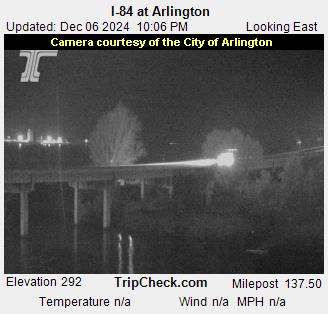 I-84 at Arlington
Updated: Dec 06 2024 10:06 PM Looking East
Camera courtesy of the City of Arlington
Elevation 292 TripCheck.com Milepost 137.50
Temperature n/a Wind n/a MPH n/a